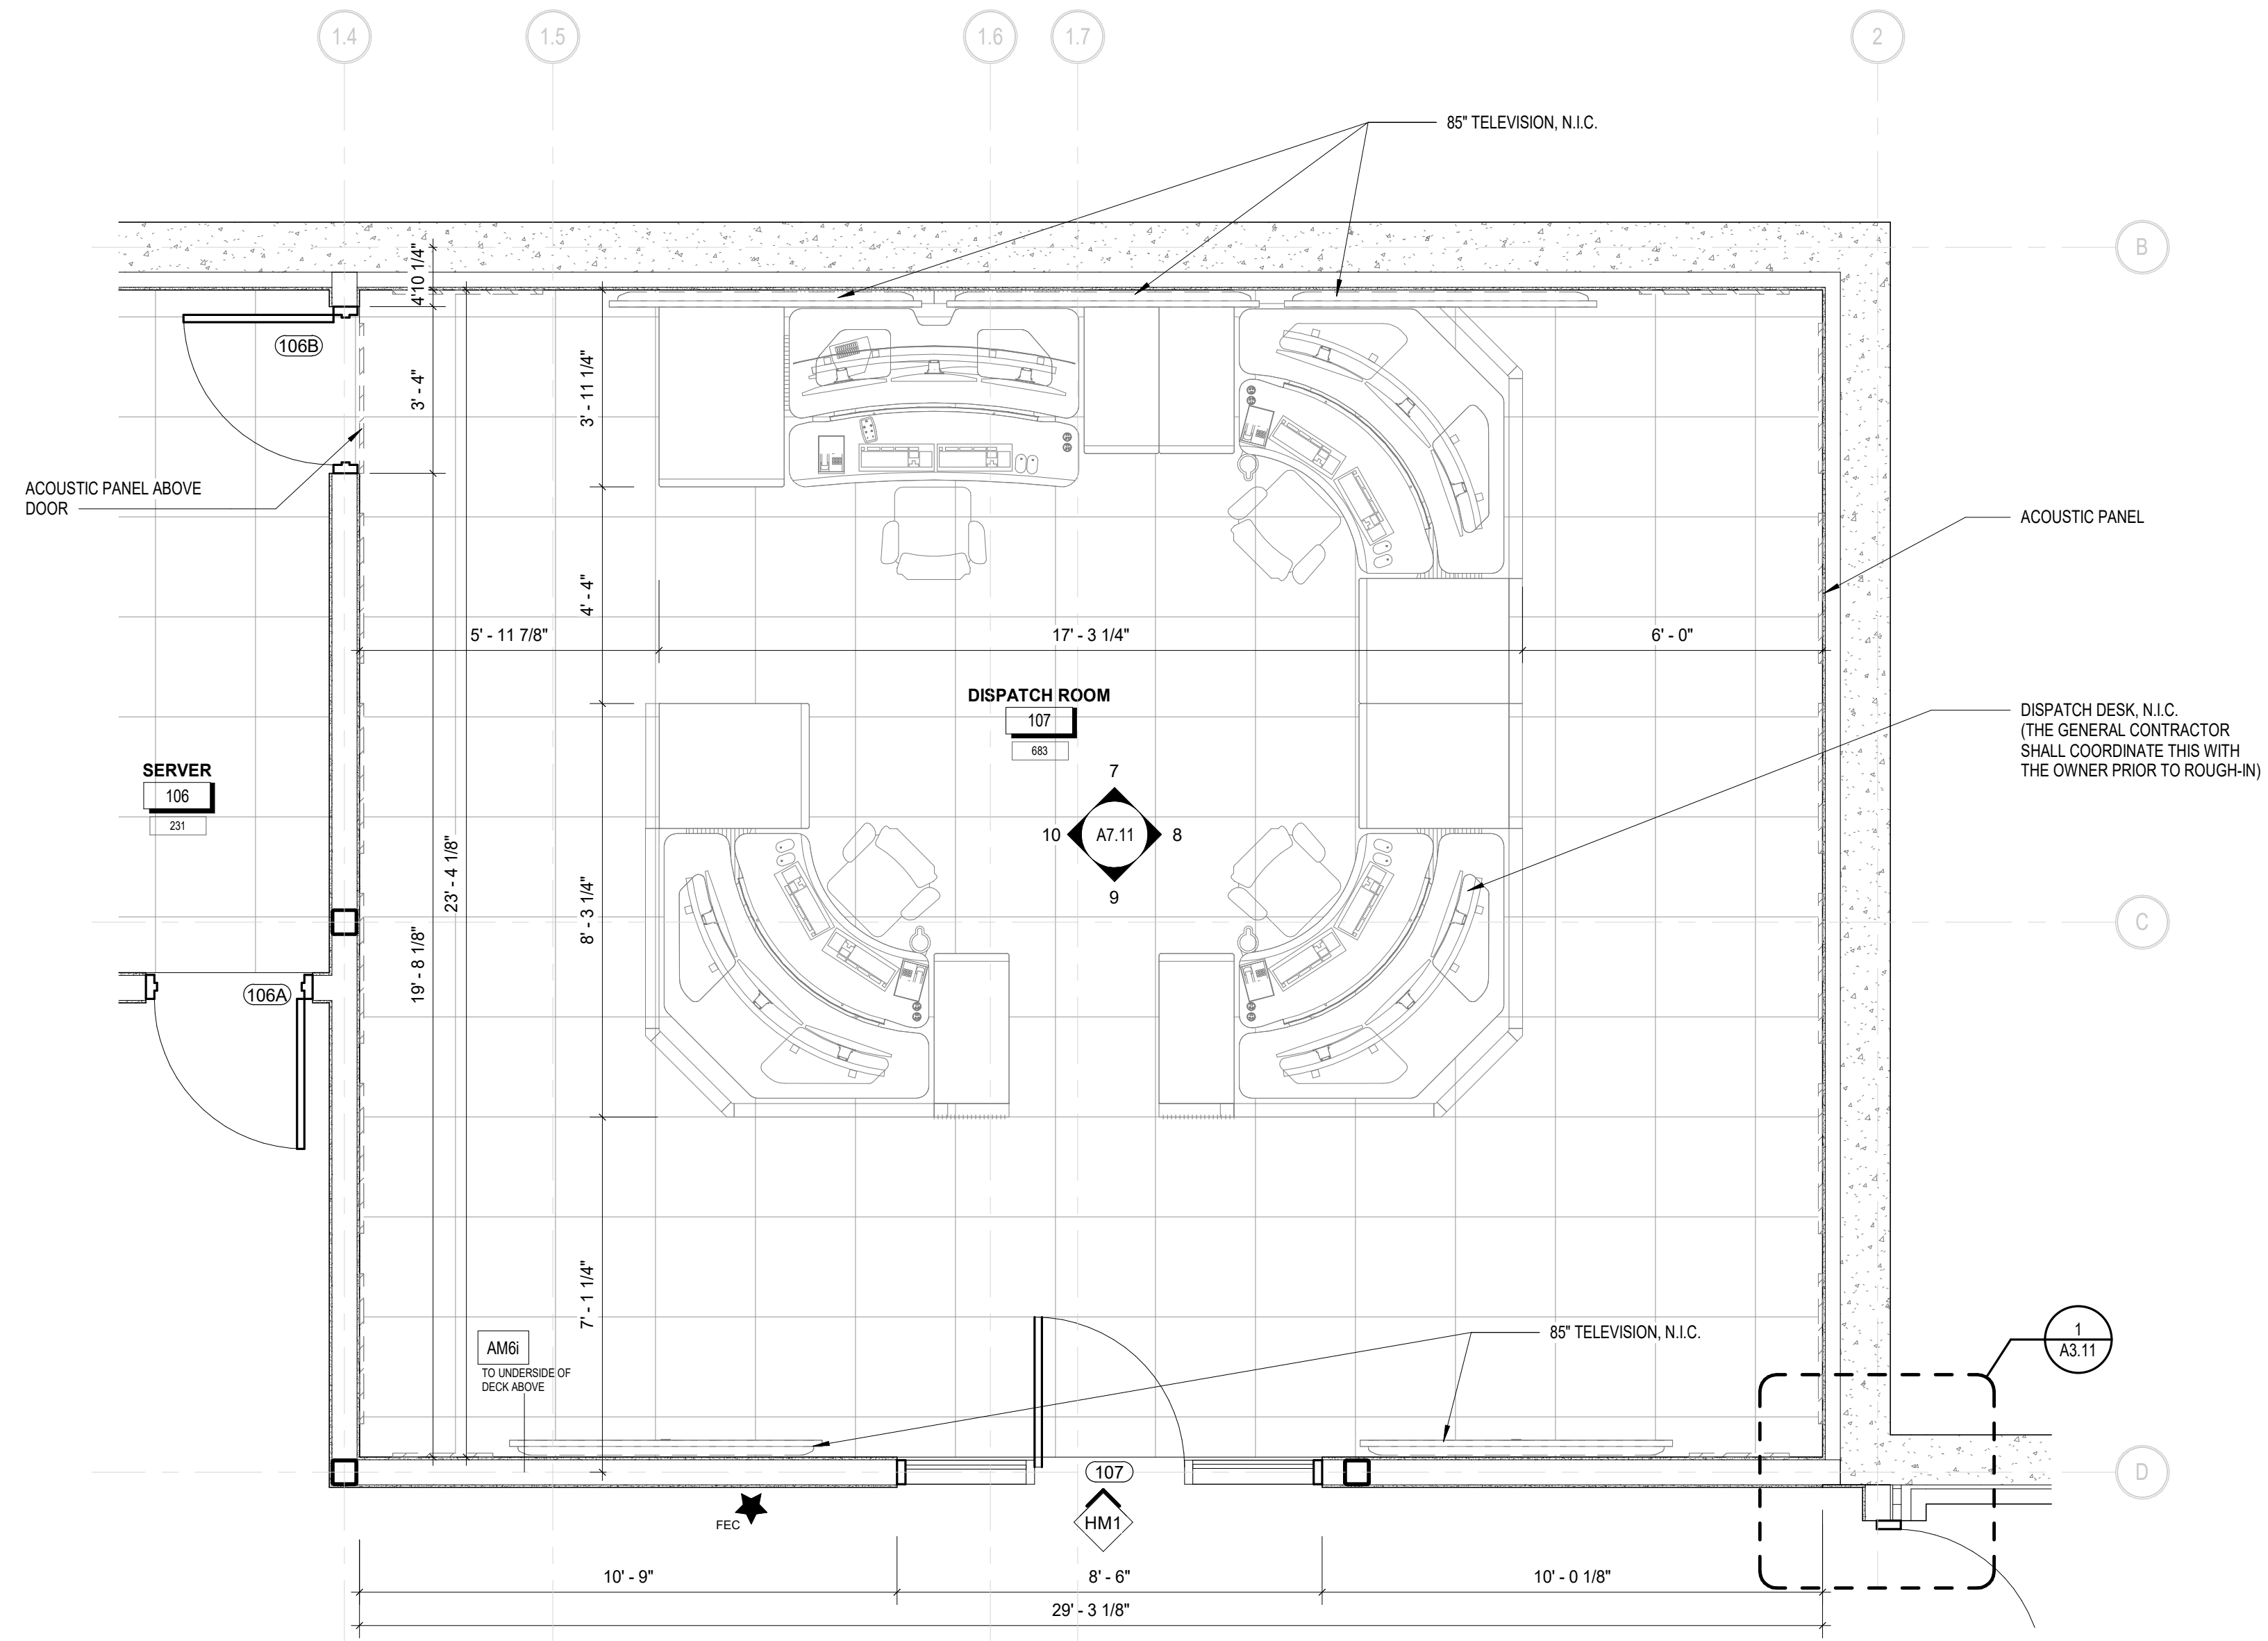 1.4
1.5
1.6
1.7
2
85" TELEVISION, N.I.C.
B
4'10 1/4"
106B
3' - 4"
3' - 11 1/4"
ACOUSTIC PANEL ABOVE
DOOR
ACOUSTIC PANEL
4' - 4"
5' - 11 7/8"
17' - 3 1/4"
6' - 0"
DISPATCH ROOM
107
683
DISPATCH DESK, N.I.C.
(THE GENERAL CONTRACTOR
SHALL COORDINATE THIS WITH
THE OWNER PRIOR TO ROUGH-IN)
SERVER
106
231
7
10
A7.11
8
9
23' - 4 1/8"
8' - 3 1/4"
19' - 8 1/8"
C
106A
7' - 1 1/4"
AM6i
TO UNDERSIDE OF
DECK ABOVE
85" TELEVISION, N.I.C.
1
A3.11
107
D
FEC
HM1
10' - 9"
8' - 6"
10' - 0 1/8"
29' - 3 1/8"